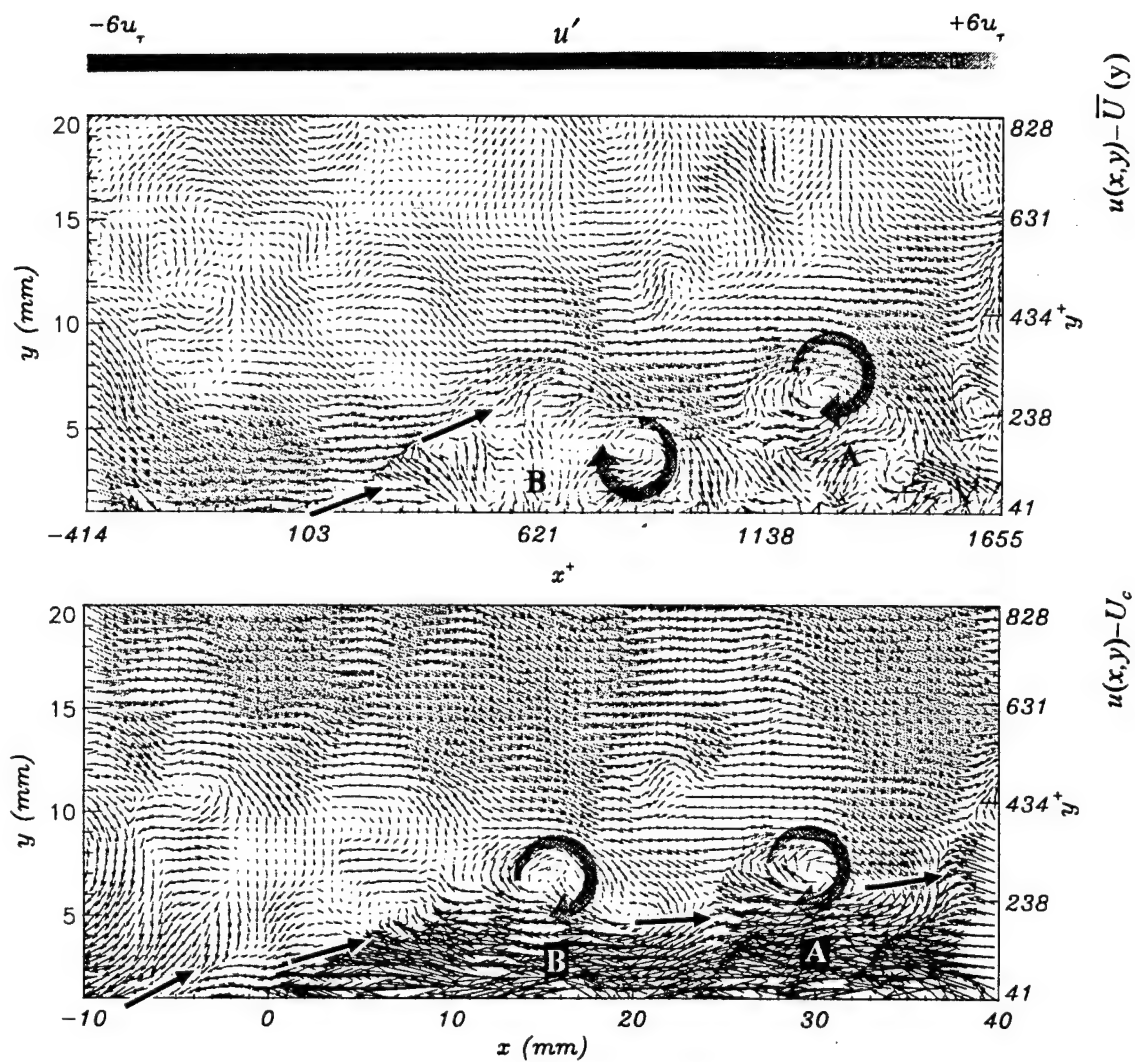 −6u_τ u′ +6u_τ
u(x,y)−U̅(y)
20 828
15 631
y (mm)
10 434 y⁺
5 238
B A
41
−414 103 621 1138 1655
x⁺
u(x,y)−U_c
20 828
15 631
y (mm)
10 434 y⁺
5 238
B A
41
−10 0 10 20 30 40
x (mm)